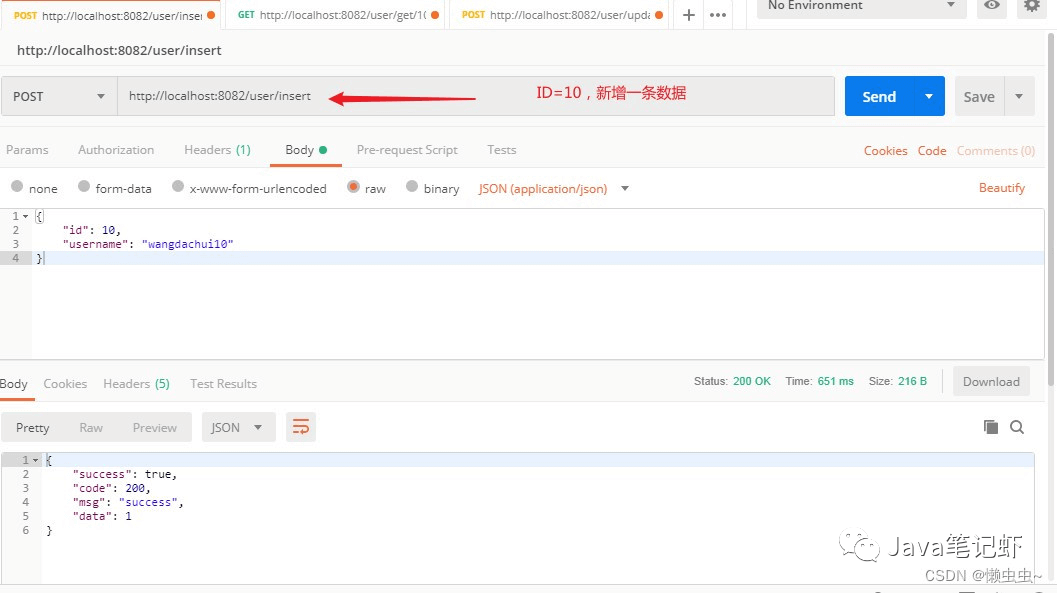 POST http://localhost:8082/user/inser GET http://localhost:8082/user/get/10 POST http://localhost:8082/user/upda + ••• No Environment
http://localhost:8082/user/insert
POST http://localhost:8082/user/insert ID=10，新增一条数据 Send Save
Params Authorization Headers (1) Body Pre-request Script Tests Cookies Code Comments (0)
none form-data x-www-form-urlencoded raw binary JSON (application/json) Beautify
1 {
2 "id": 10,
3 "username": "wangdachui10"
4 }
Body Cookies Headers (5) Test Results Status: 200 OK Time: 651 ms Size: 216 B Download
Pretty Raw Preview JSON
1 {
2 "success": true,
3 "code": 200,
4 "msg": "success",
5 "data": 1
6 }
Java笔记虾
CSDN @懒虫虫~